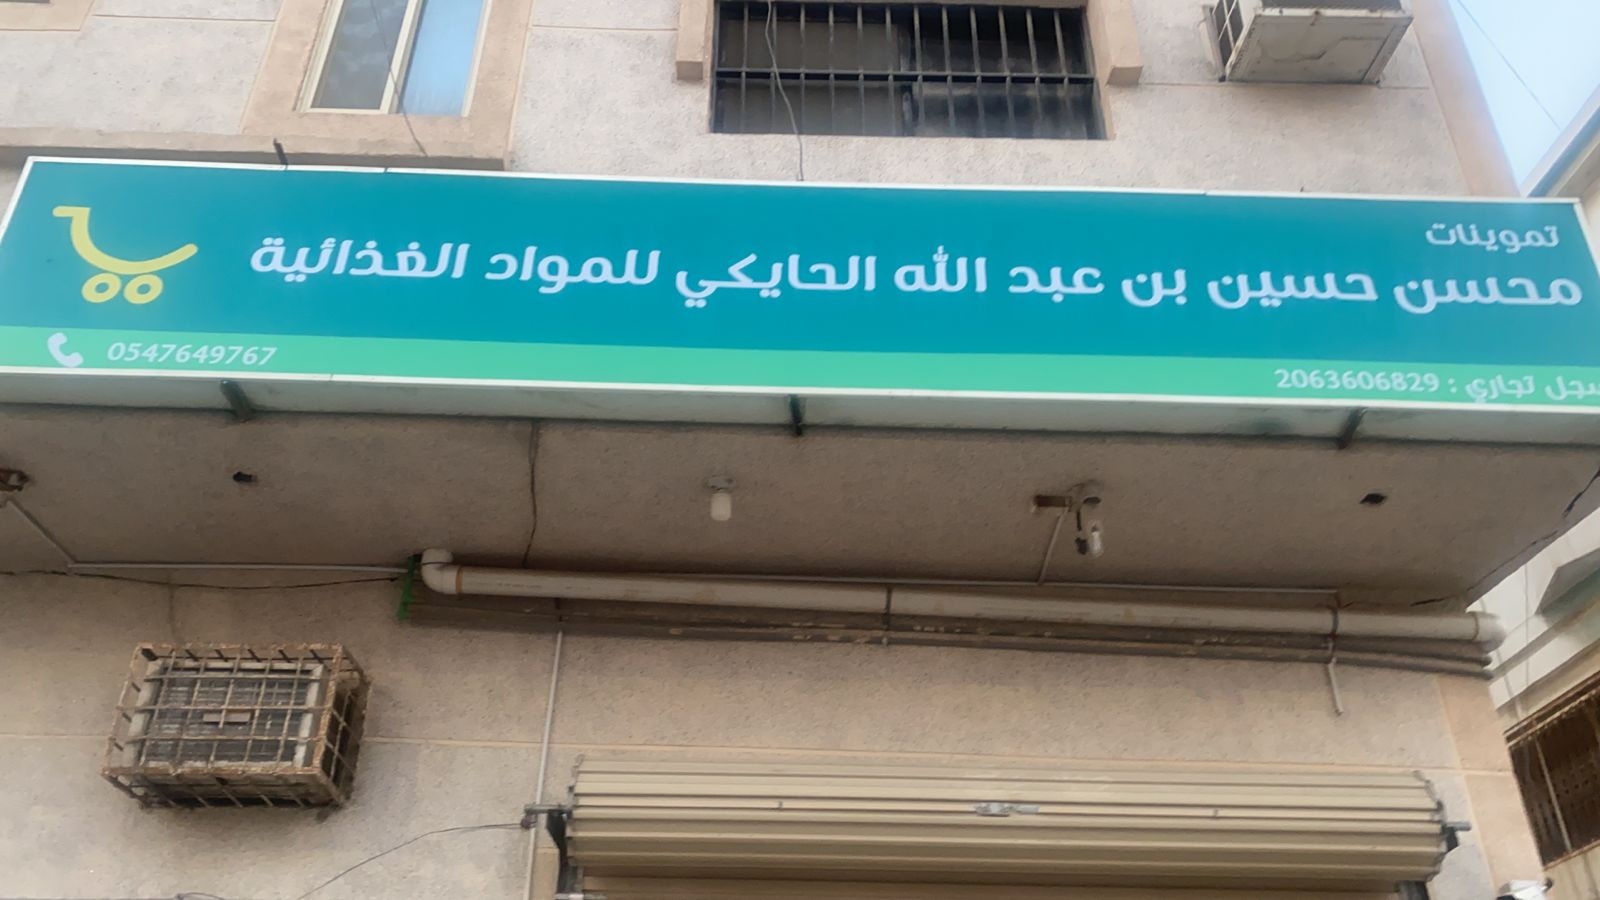 تموينات
محسن حسين بن عبد الله الحايكي للمواد الغذائية
سجل تجاري : 2063606829
0547649767